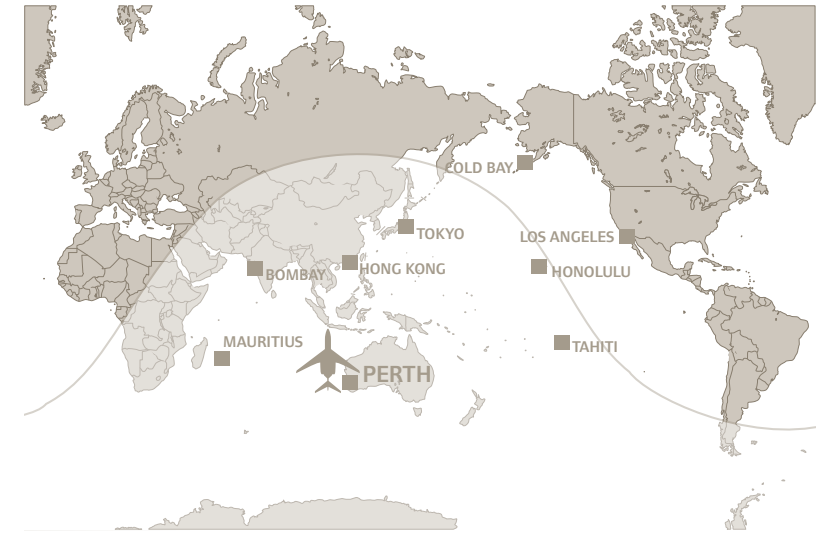 COLD BAY
TOKYO
LOS ANGELES
HONG KONG
BOMBAY
HONOLULU
MAURITIUS
TAHITI
PERTH